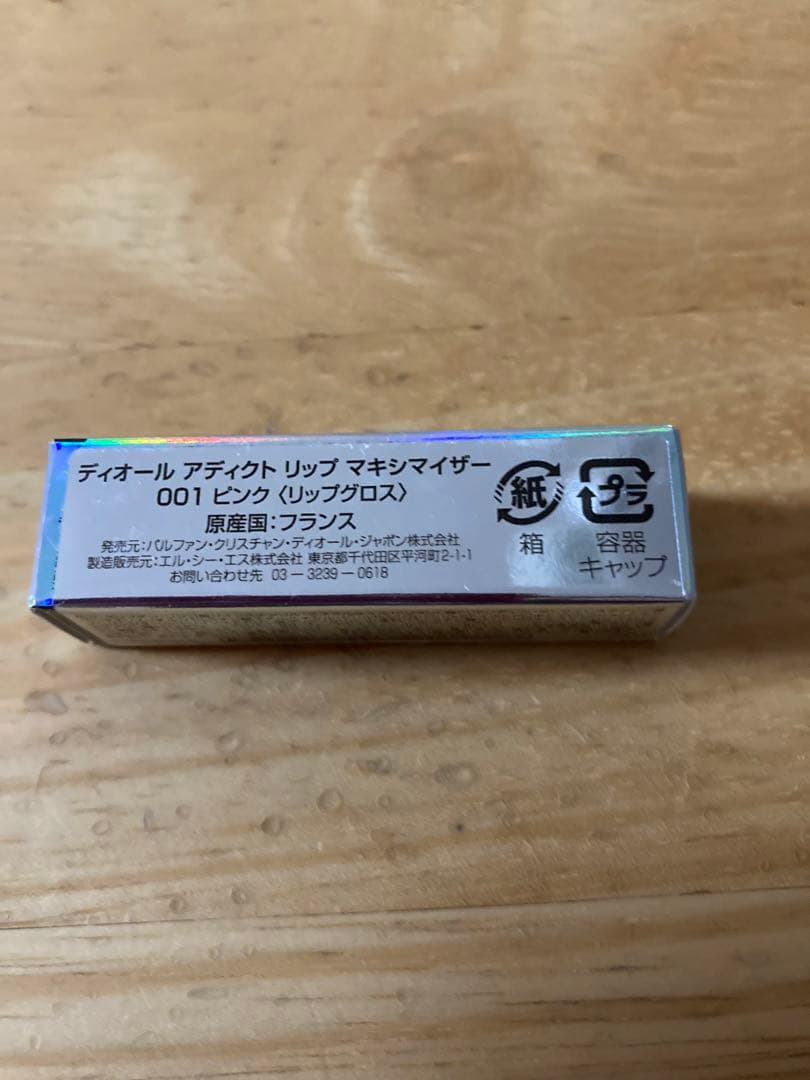 ディオール アディクト リップ マキシマイザー
001 ピンク〈リップグロス〉
原産国：フランス
発売元：パルファン・クリスチャン・ディオール・ジャポン株式会社
製造販売元：エル・シー・エス株式会社 東京都千代田区平河町2-1-1
お問い合わせ先 03－3239－0618
紙
箱
プラ
容器
キャップ